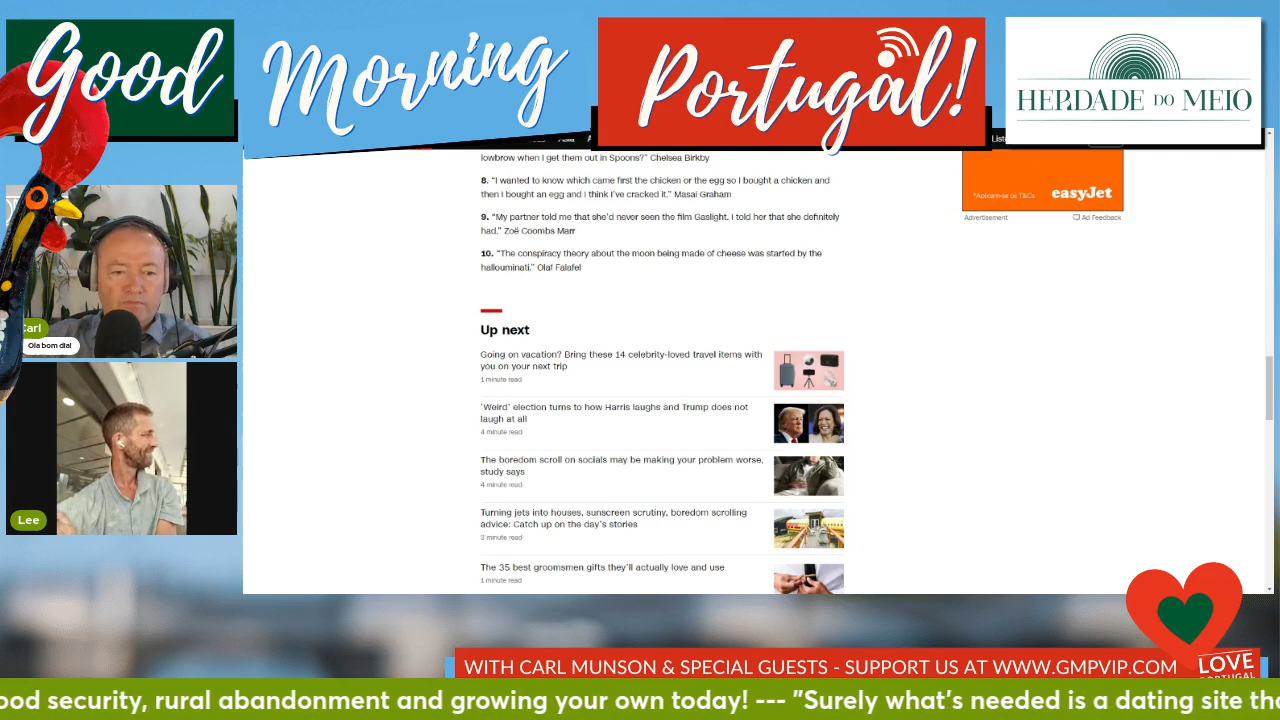 Good Morning Portugal!
HERDADE DO MEIO
lowbrow when I get them out in Spoons?" Chelsea Birkby
8. "I wanted to know which came first the chicken or the egg so I bought a chicken and
then I bought an egg and I think I've cracked it." Masai Graham
9. "My partner told me that she'd never seen the film Gaslight. I told her that she definitely
had." Zoë Coombs Marr
10. "The conspiracy theory about the moon being made of cheese was started by the
hallouminati." Olaf Falafel
*Aplicam-se os T&Cs
easyJet
Advertisement
Ad Feedback
Up next
Going on vacation? Bring these 14 celebrity-loved travel items with
you on your next trip
1 minute read
'Weird' election turns to how Harris laughs and Trump does not
laugh at all
4 minute read
The boredom scroll on socials may be making your problem worse,
study says
4 minute read
Turning jets into houses, sunscreen scrutiny, boredom scrolling
advice: Catch up on the day's stories
3 minute read
The 35 best groomsmen gifts they'll actually love and use
1 minute read
Carl
Ola bom dia!
Lee
WITH CARL MUNSON & SPECIAL GUESTS - SUPPORT US AT WWW.GMPVIP.COM
LOVE
PORTUGAL
ood security, rural abandonment and growing your own today! --- "Surely what's needed is a dating site tha